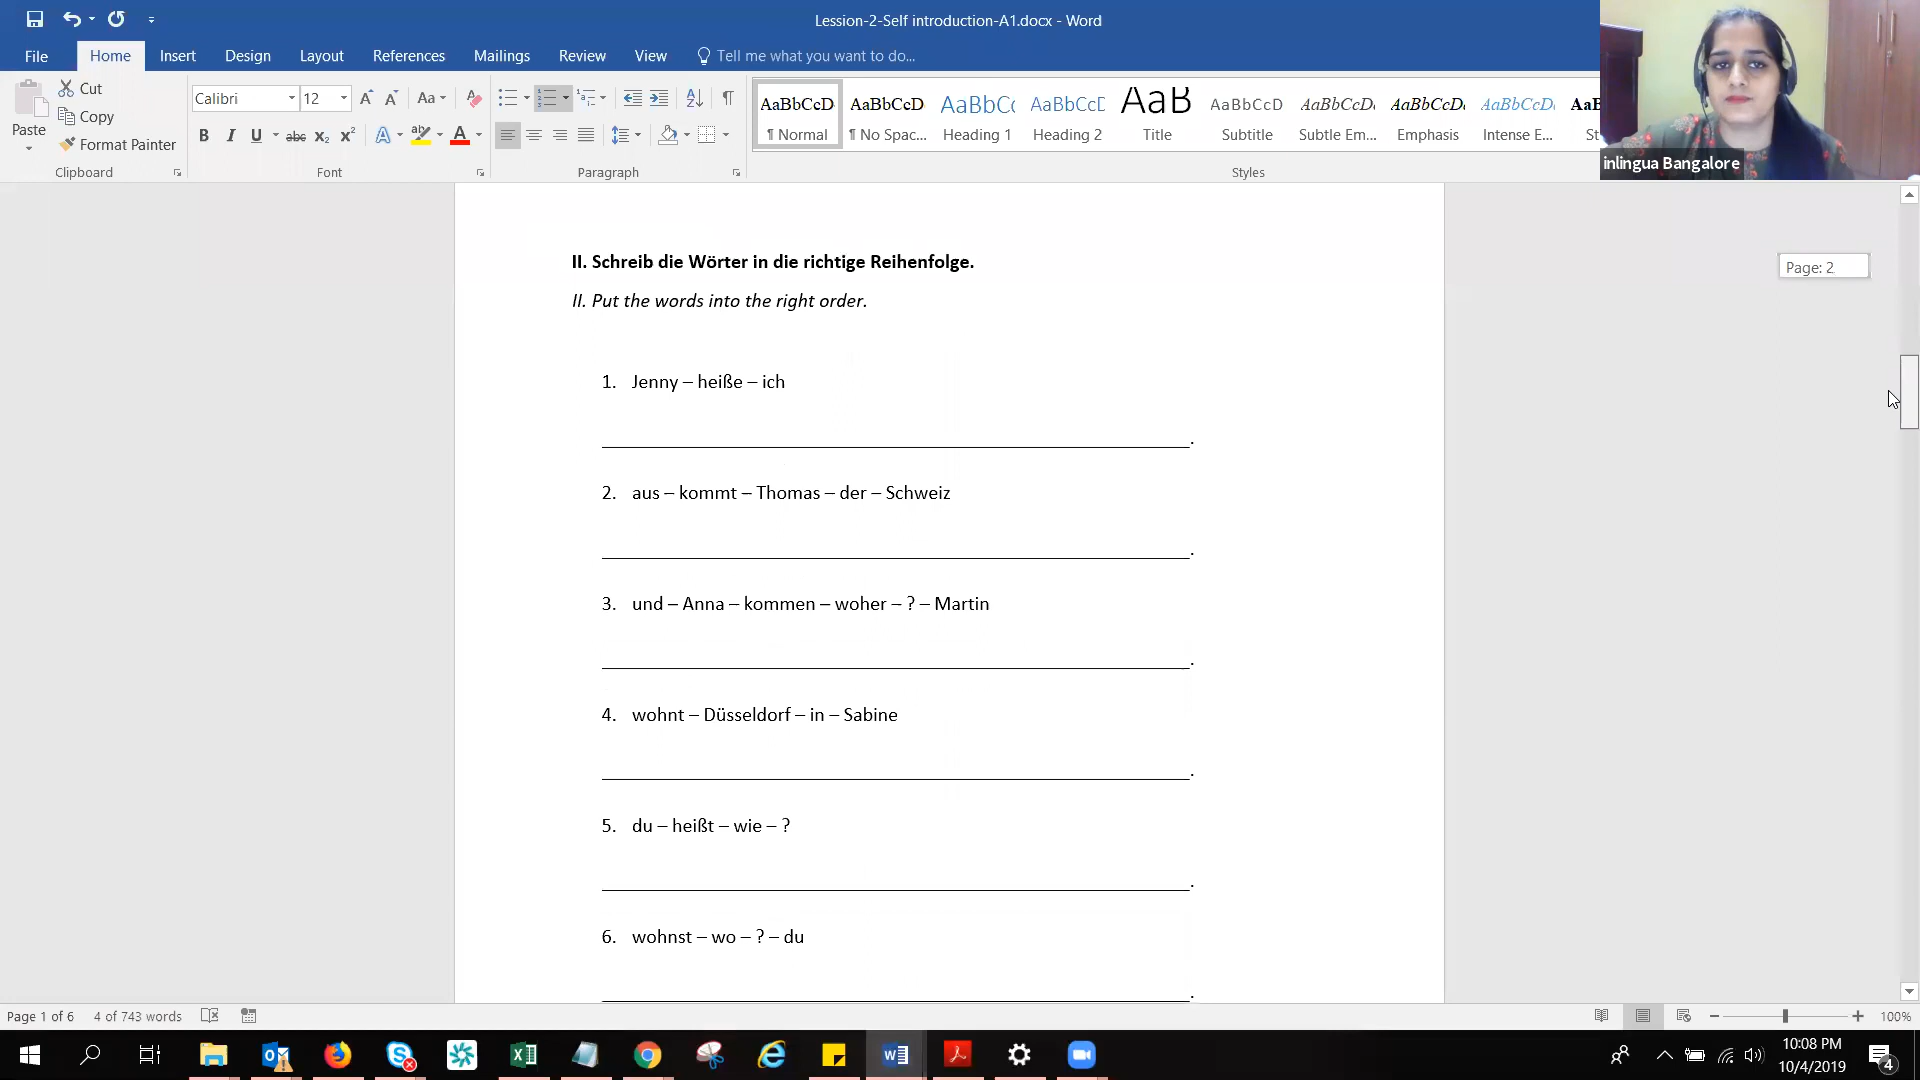 Lession-2-Self introduction-A1.docx - Word
File Home Insert Design Layout References Mailings Review View Tell me what you want to do...
Paste
Cut
Copy
Format Painter
Clipboard
Calibri 12
Font
Paragraph
AaBbCcD AaBbCcD AaBbCc AaBbCcD AaB AaBbCcD AaBbCcD AaBbCcD AaBbCcD
¶ Normal ¶ No Spac... Heading 1 Heading 2 Title Subtitle Subtle Em... Emphasis Intense E...
Styles
inlingua Bangalore
Page: 2
II. Schreib die Wörter in die richtige Reihenfolge.
II. Put the words into the right order.
1. Jenny – heiße – ich
2. aus – kommt – Thomas – der – Schweiz
3. und – Anna – kommen – woher – ? – Martin
4. wohnt – Düsseldorf – in – Sabine
5. du – heißt – wie – ?
6. wohnst – wo – ? – du
Page 1 of 6 4 of 743 words
100%
10:08 PM
10/4/2019
4